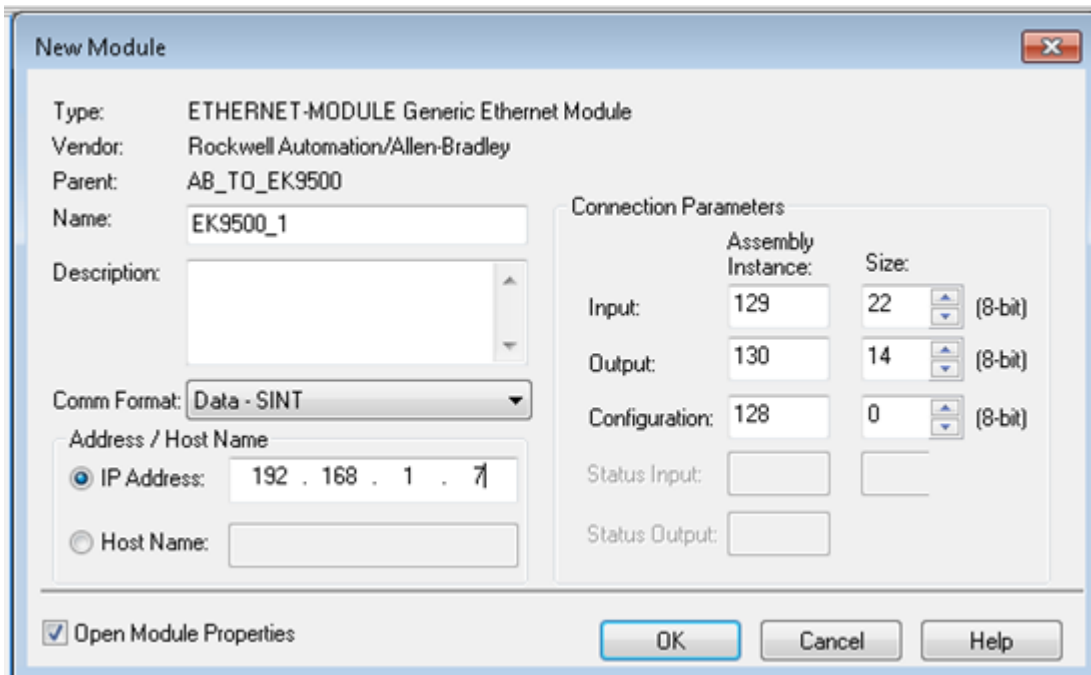 New Module
Type: ETHERNET-MODULE Generic Ethernet Module
Vendor: Rockwell Automation/Allen-Bradley
Parent: AB_TO_EK9500
Name: EK9500_1
Description:
Comm Format: Data - SINT
Address / Host Name
IP Address: 192 . 168 . 1 . 7
Host Name:
Connection Parameters
Assembly Instance: Size:
Input: 129 22 (8-bit)
Output: 130 14 (8-bit)
Configuration: 128 0 (8-bit)
Status Input:
Status Output:
Open Module Properties
OK Cancel Help